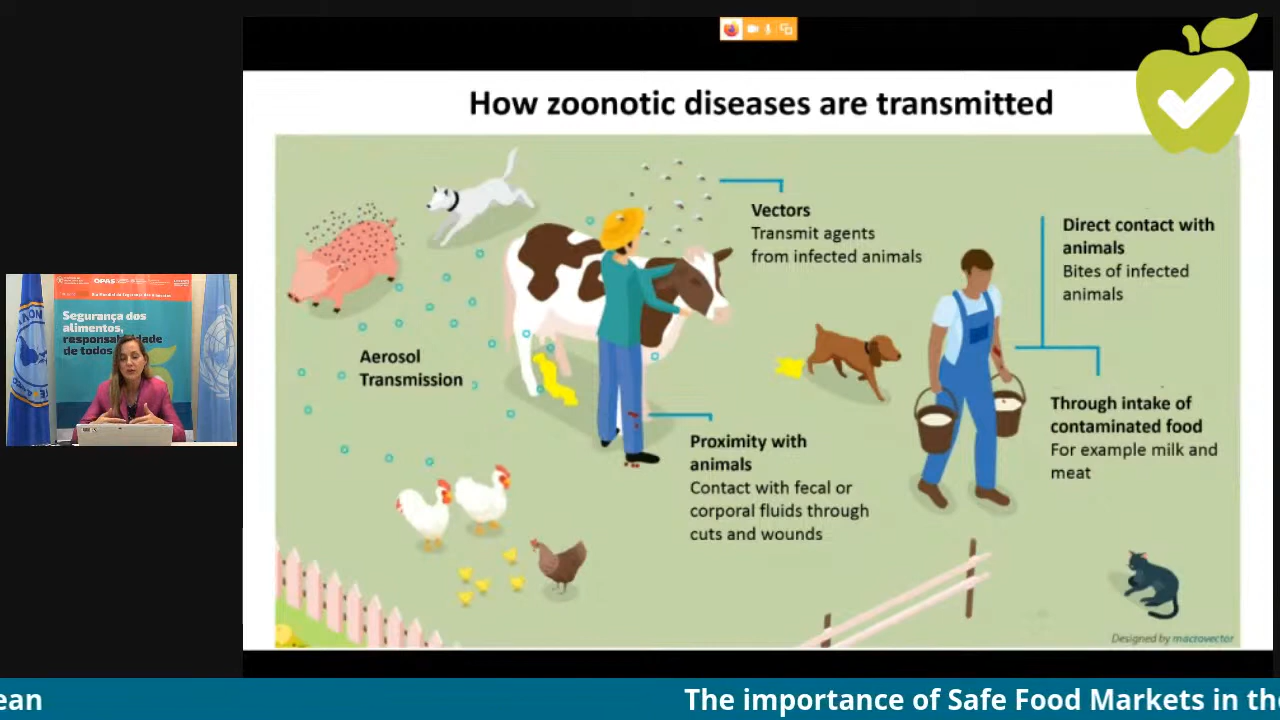 How zoonotic diseases are transmitted
Vectors
Transmit agents
from infected animals
Direct contact with
animals
Bites of infected
animals
Aerosol
Transmission
Through intake of
contaminated food
For example milk and
meat
Proximity with
animals
Contact with fecal or
corporal fluids through
cuts and wounds
Designed by macrovector
OPAS
Segurança dos
alimentos,
responsabilidade
de todos
ean
The importance of Safe Food Markets in the